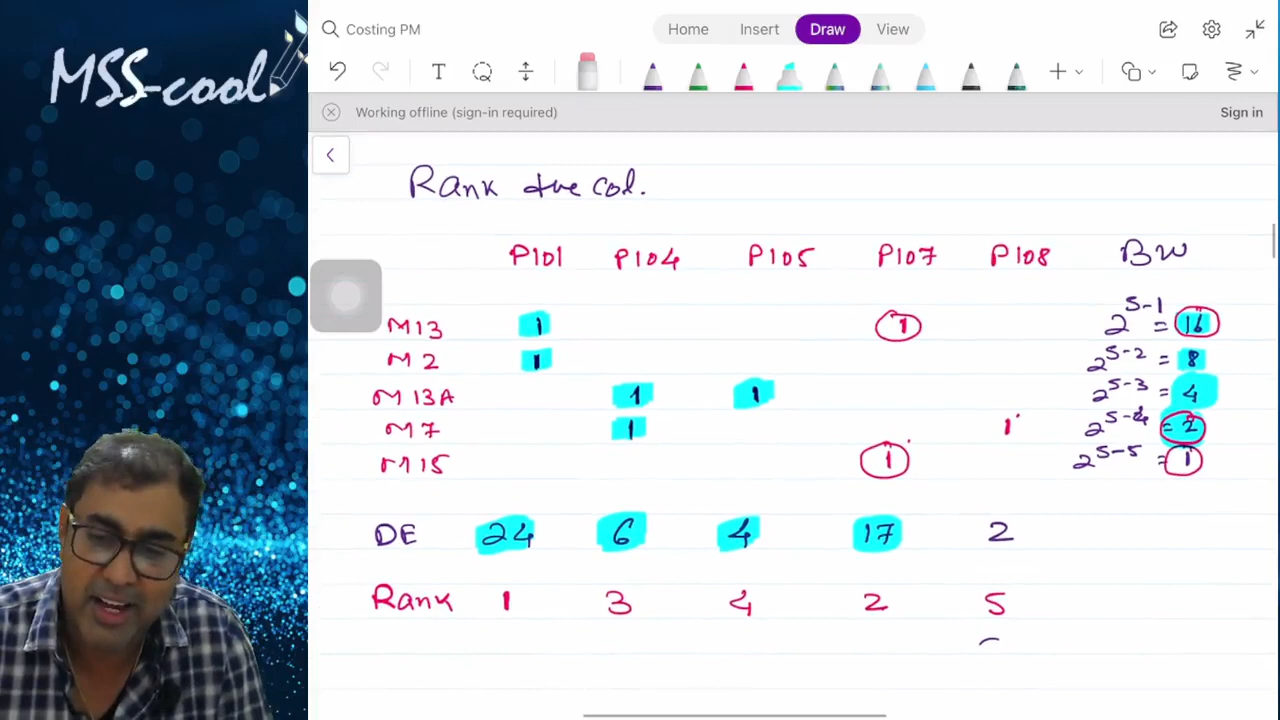 MSS-cool
Costing PM
Home Insert Draw View
Working offline (sign-in required) Sign in
Rank the col.
P101 P104 P105 P107 P108 BW
M13 1 1 2^5-1 = 16
M2 1 2^5-2 = 8
M13A 1 1 2^5-3 = 4
M7 1 1 2^5-4 = 2
M15 1 2^5-5 = 1
DE 24 6 4 17 2
Rank 1 3 4 2 5